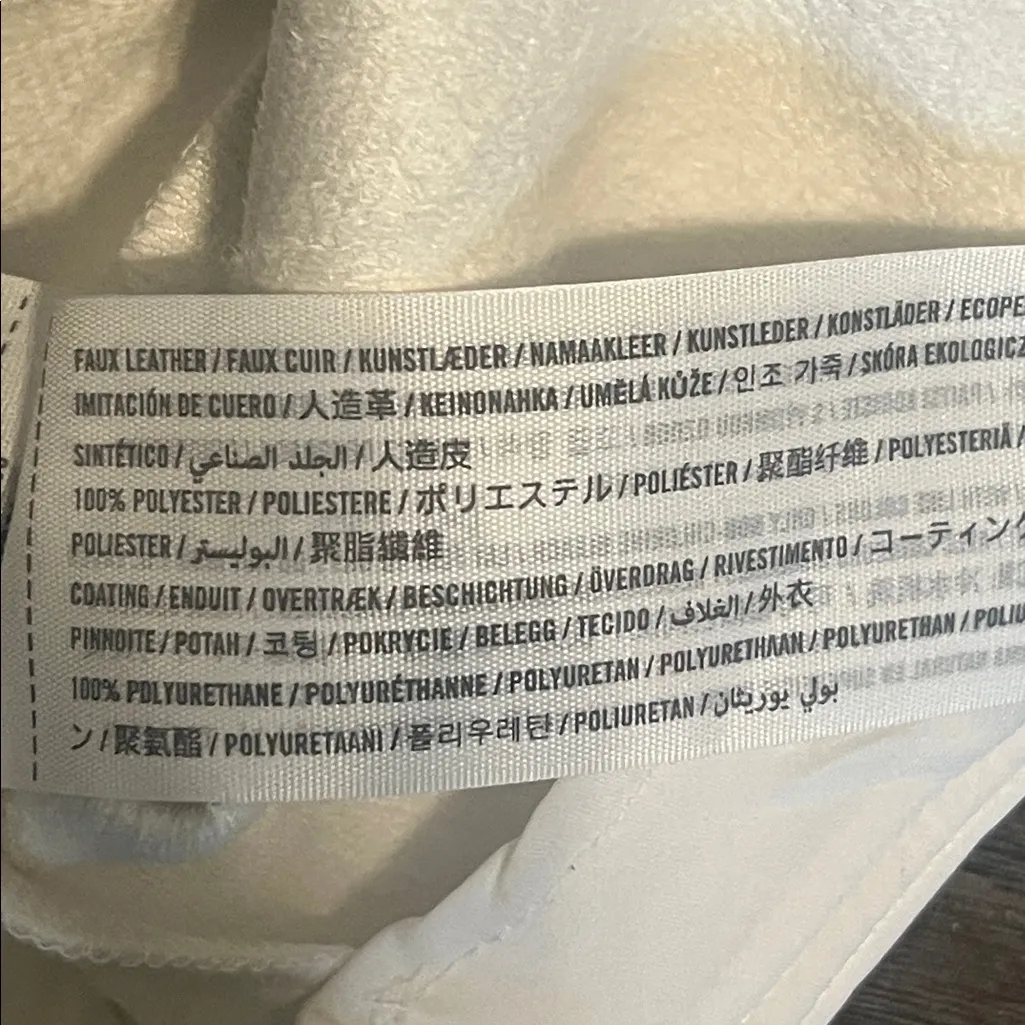 FAUX LEATHER / FAUX CUIR / KUNSTLÆDER / NAMAAKLEER / KUNSTLEDER / KONSTLÄDER / ECOPE
IMITACIÓN DE CUERO / 人造革 / KEINONAHKA / UMĚLÁ KŮŽE / 인조 가죽 / SKÓRA EKOLOGICZ
SINTÉTICO / الجلد الصناعي / 人造皮
100% POLYESTER / POLIESTERE / ポリエステル / POLIÉSTER / 聚酯纤维 / POLYESTERIÄ /
POLIESTER / البوليستر / 聚脂纖維
COATING / ENDUIT / OVERTRÆK / BESCHICHTUNG / ÖVERDRAG / RIVESTIMENTO / コーティング
PINNOITE / POTAH / 코팅 / POKRYCIE / BELEGG / TECIDO / الغلاف / 外衣
100% POLYURETHANE / POLYURÉTHANNE / POLYURETAN / POLYURETHAAN / POLYURETHAN / POLIU
ン / 聚氨酯 / POLYURETAANI / 폴리우레탄 / POLIURETAN / بولي يوريثان